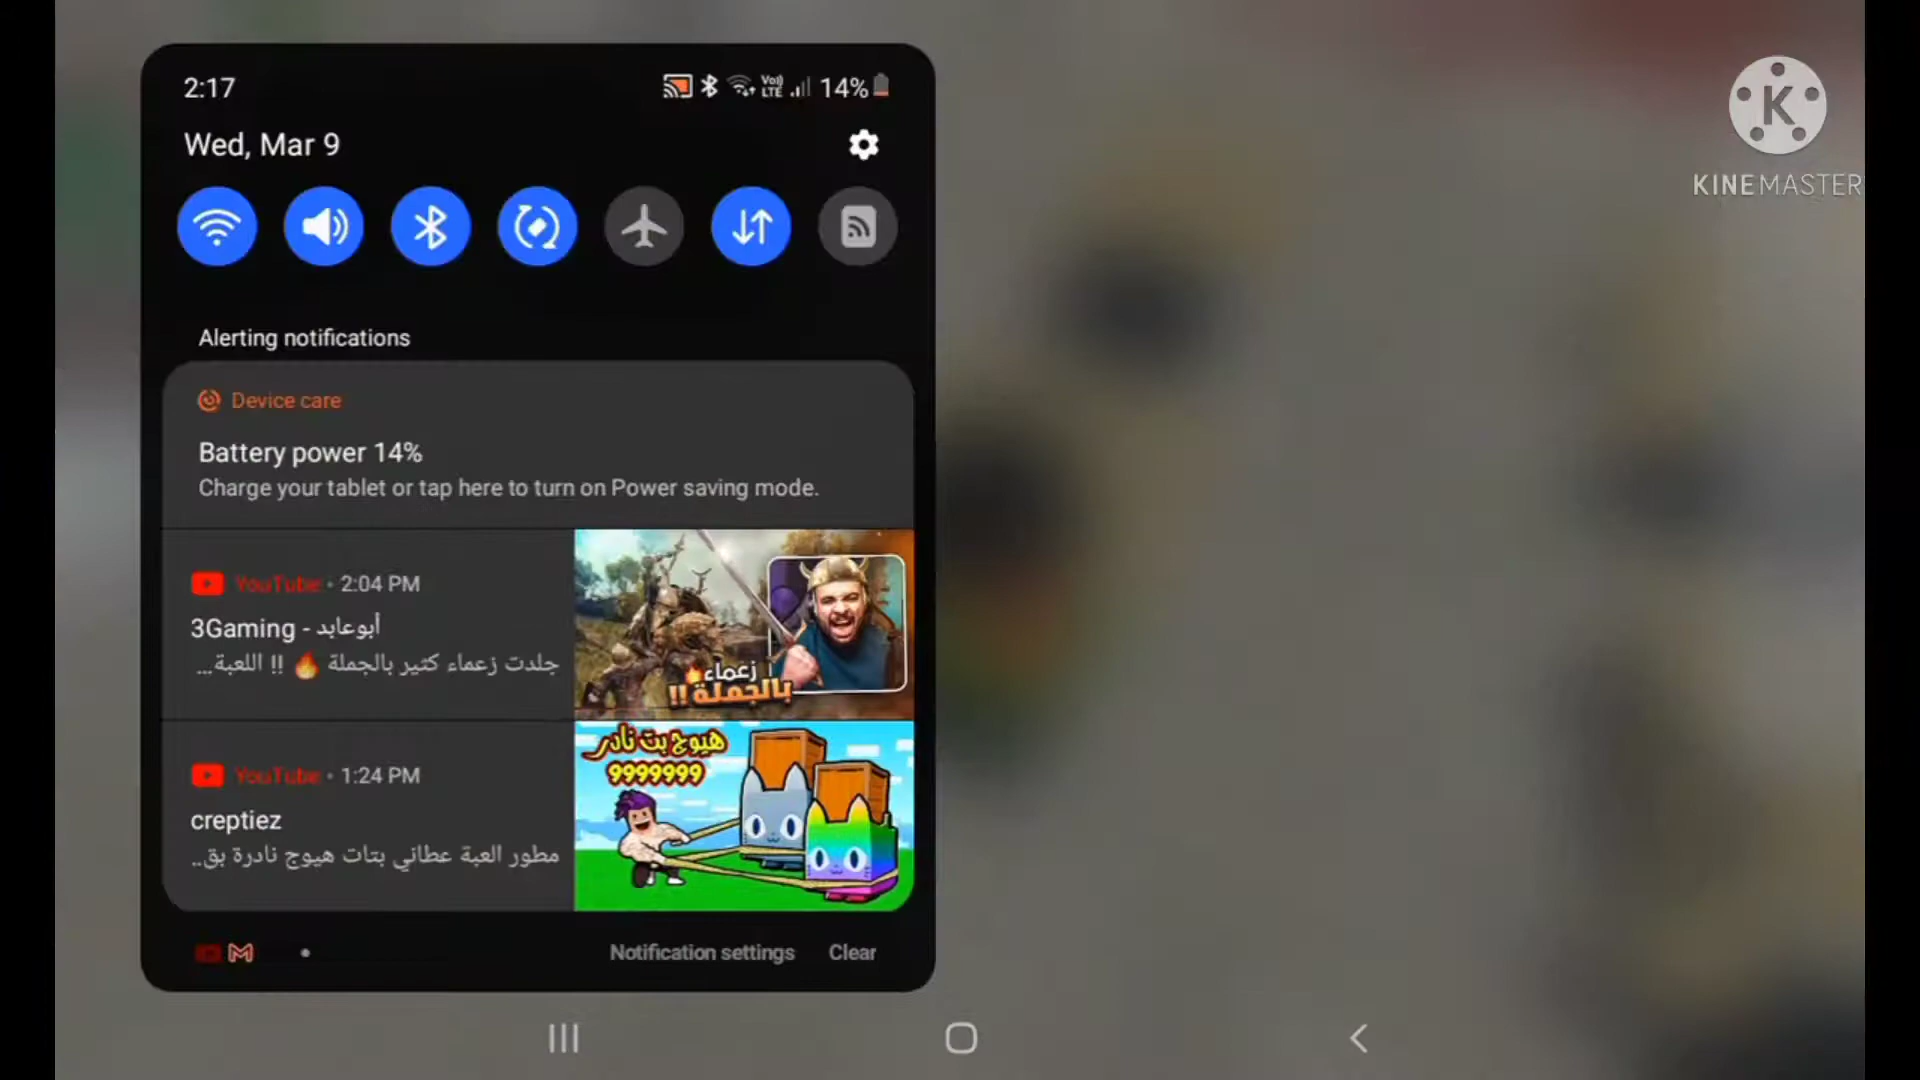 2:17
Vo))
LTE
14%
Wed, Mar 9
Alerting notifications
Device care
Battery power 14%
Charge your tablet or tap here to turn on Power saving mode.
YouTube • 2:04 PM
3Gaming - أبوعابد
جلدت زعماء كثير بالجملة 🔥 !! اللعبة...
زعماء
بالجملة!!
YouTube • 1:24 PM
creptiez
مطور العبة عطاني بتات هيوج نادرة بق..
هيوج بت نادر
9999999
Notification settings
Clear
K
KINEMASTER